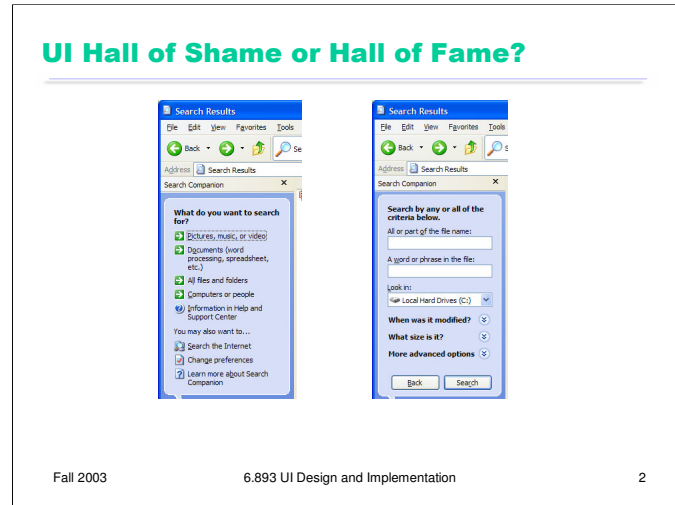 UI Hall of Shame or Hall of Fame?
Search Results
File Edit View Favorites Tools
Back Se
Address Search Results
Search Companion ×
What do you want to search
for?
Pictures, music, or video
Documents (word
processing, spreadsheet,
etc.)
All files and folders
Computers or people
Information in Help and
Support Center
You may also want to...
Search the Internet
Change preferences
Learn more about Search
Companion
Search Results
File Edit View Favorites Tools
Back s
Address Search Results
Search Companion ×
Search by any or all of the
criteria below.
All or part of the file name:
A word or phrase in the file:
Look in:
Local Hard Drives (C:)
When was it modified?
What size is it?
More advanced options
Back Search
Fall 2003 6.893 UI Design and Implementation 2